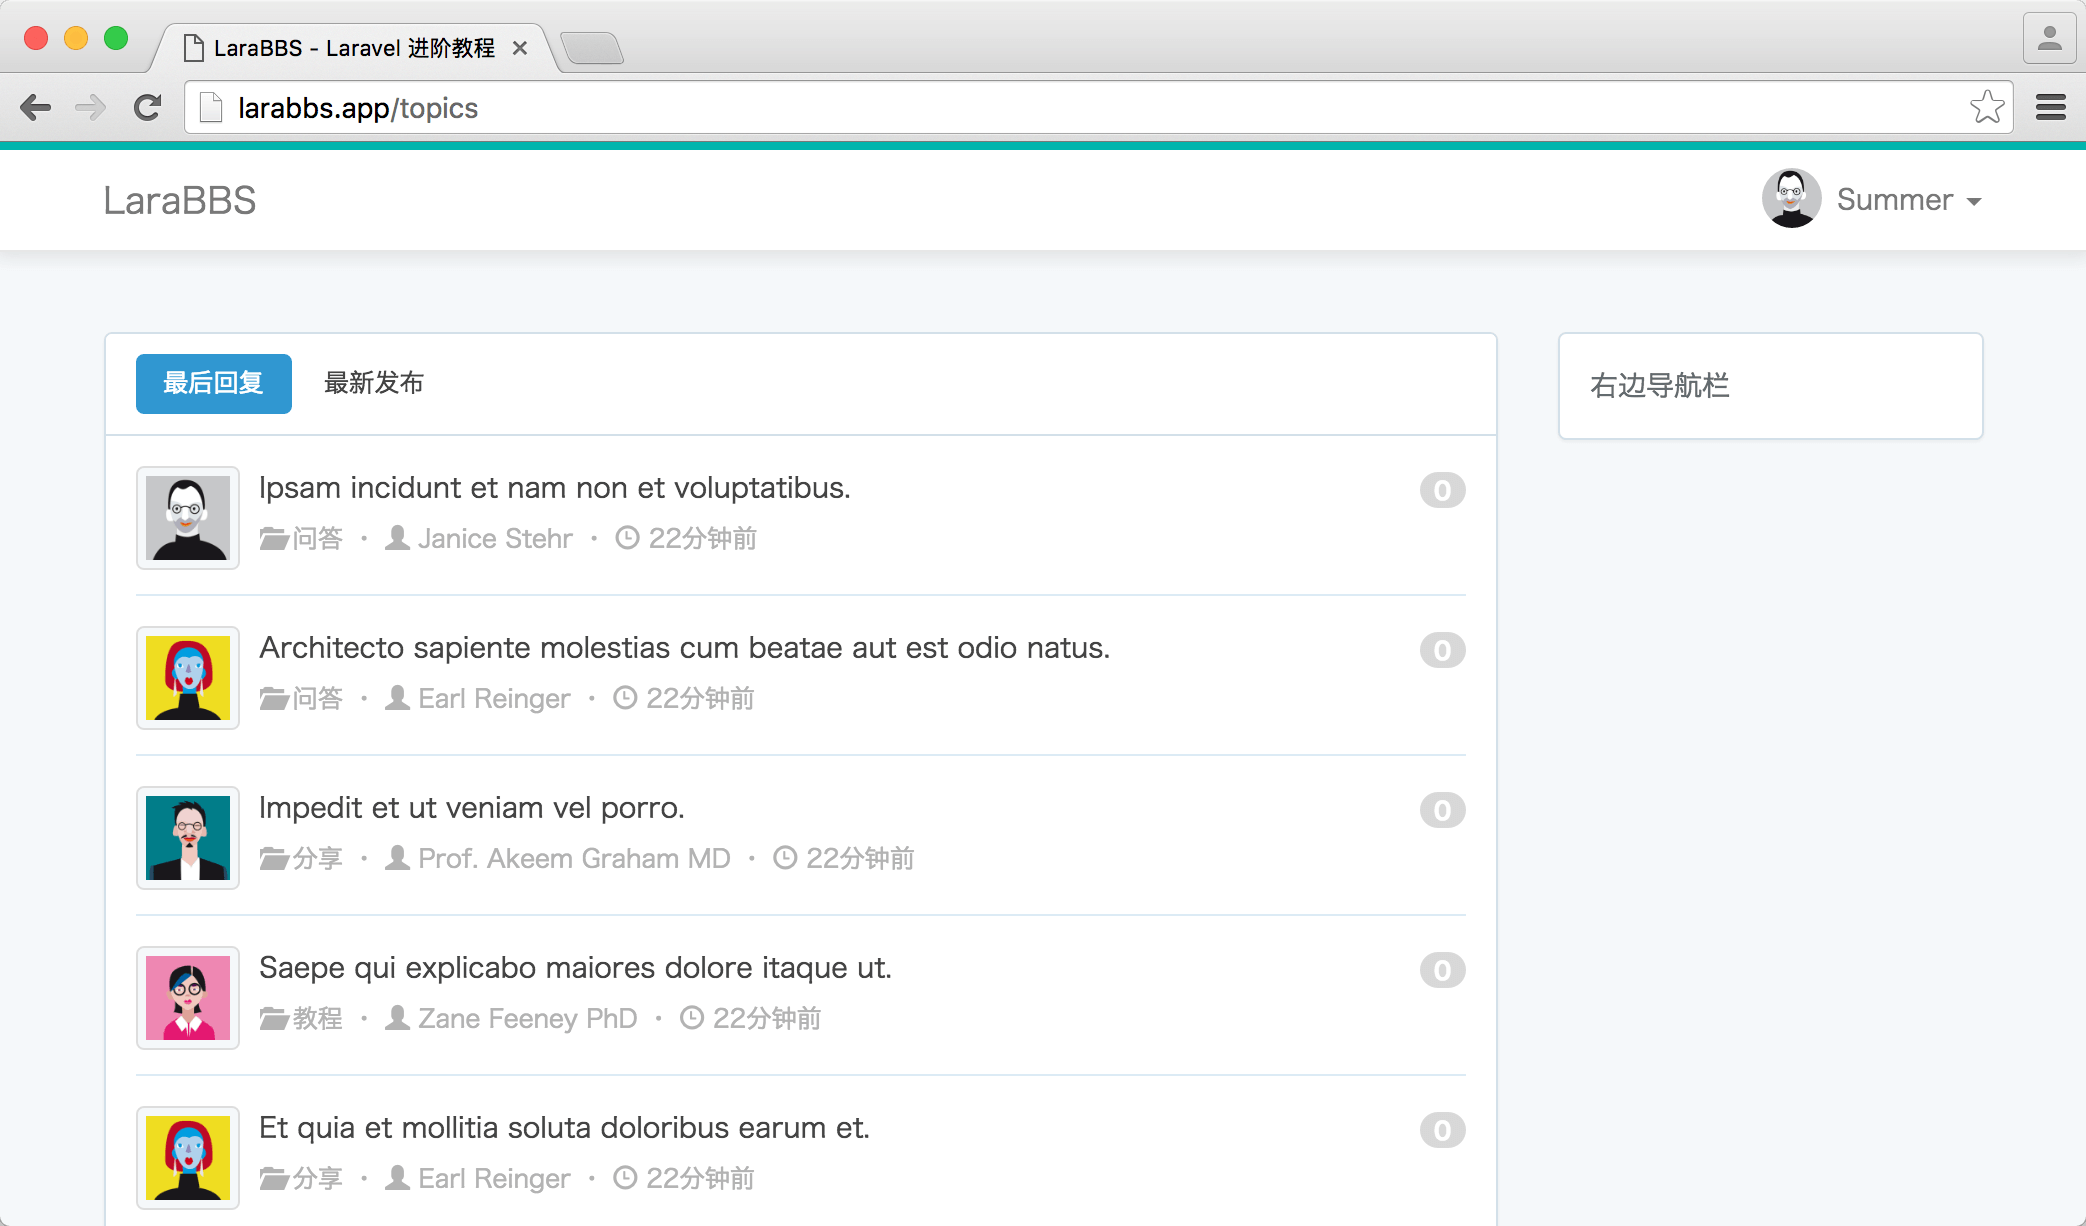 LaraBBS - Laravel 进阶教程
larabbs.app/topics
LaraBBS
Summer
最后回复 最新发布
右边导航栏
Ipsam incidunt et nam non et voluptatibus. 0
问答 • Janice Stehr • 22分钟前
Architecto sapiente molestias cum beatae aut est odio natus. 0
问答 • Earl Reinger • 22分钟前
Impedit et ut veniam vel porro. 0
分享 • Prof. Akeem Graham MD • 22分钟前
Saepe qui explicabo maiores dolore itaque ut. 0
教程 • Zane Feeney PhD • 22分钟前
Et quia et mollitia soluta doloribus earum et. 0
分享 • Earl Reinger • 22分钟前